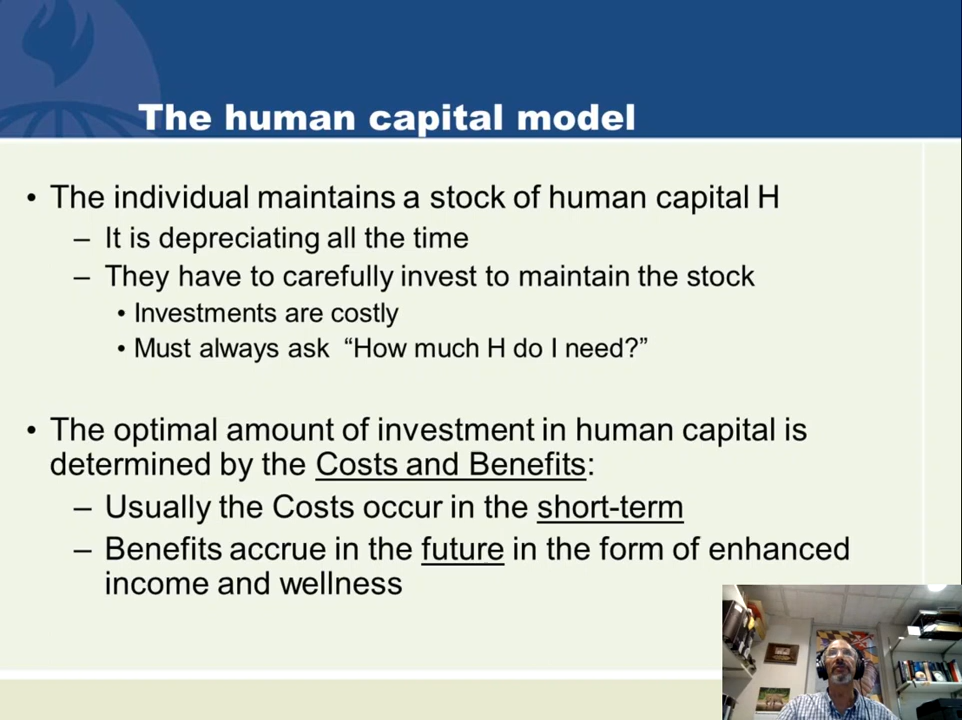 The human capital model
• The individual maintains a stock of human capital H
– It is depreciating all the time
– They have to carefully invest to maintain the stock
• Investments are costly
• Must always ask “How much H do I need?”
• The optimal amount of investment in human capital is
determined by the Costs and Benefits:
– Usually the Costs occur in the short-term
– Benefits accrue in the future in the form of enhanced
income and wellness